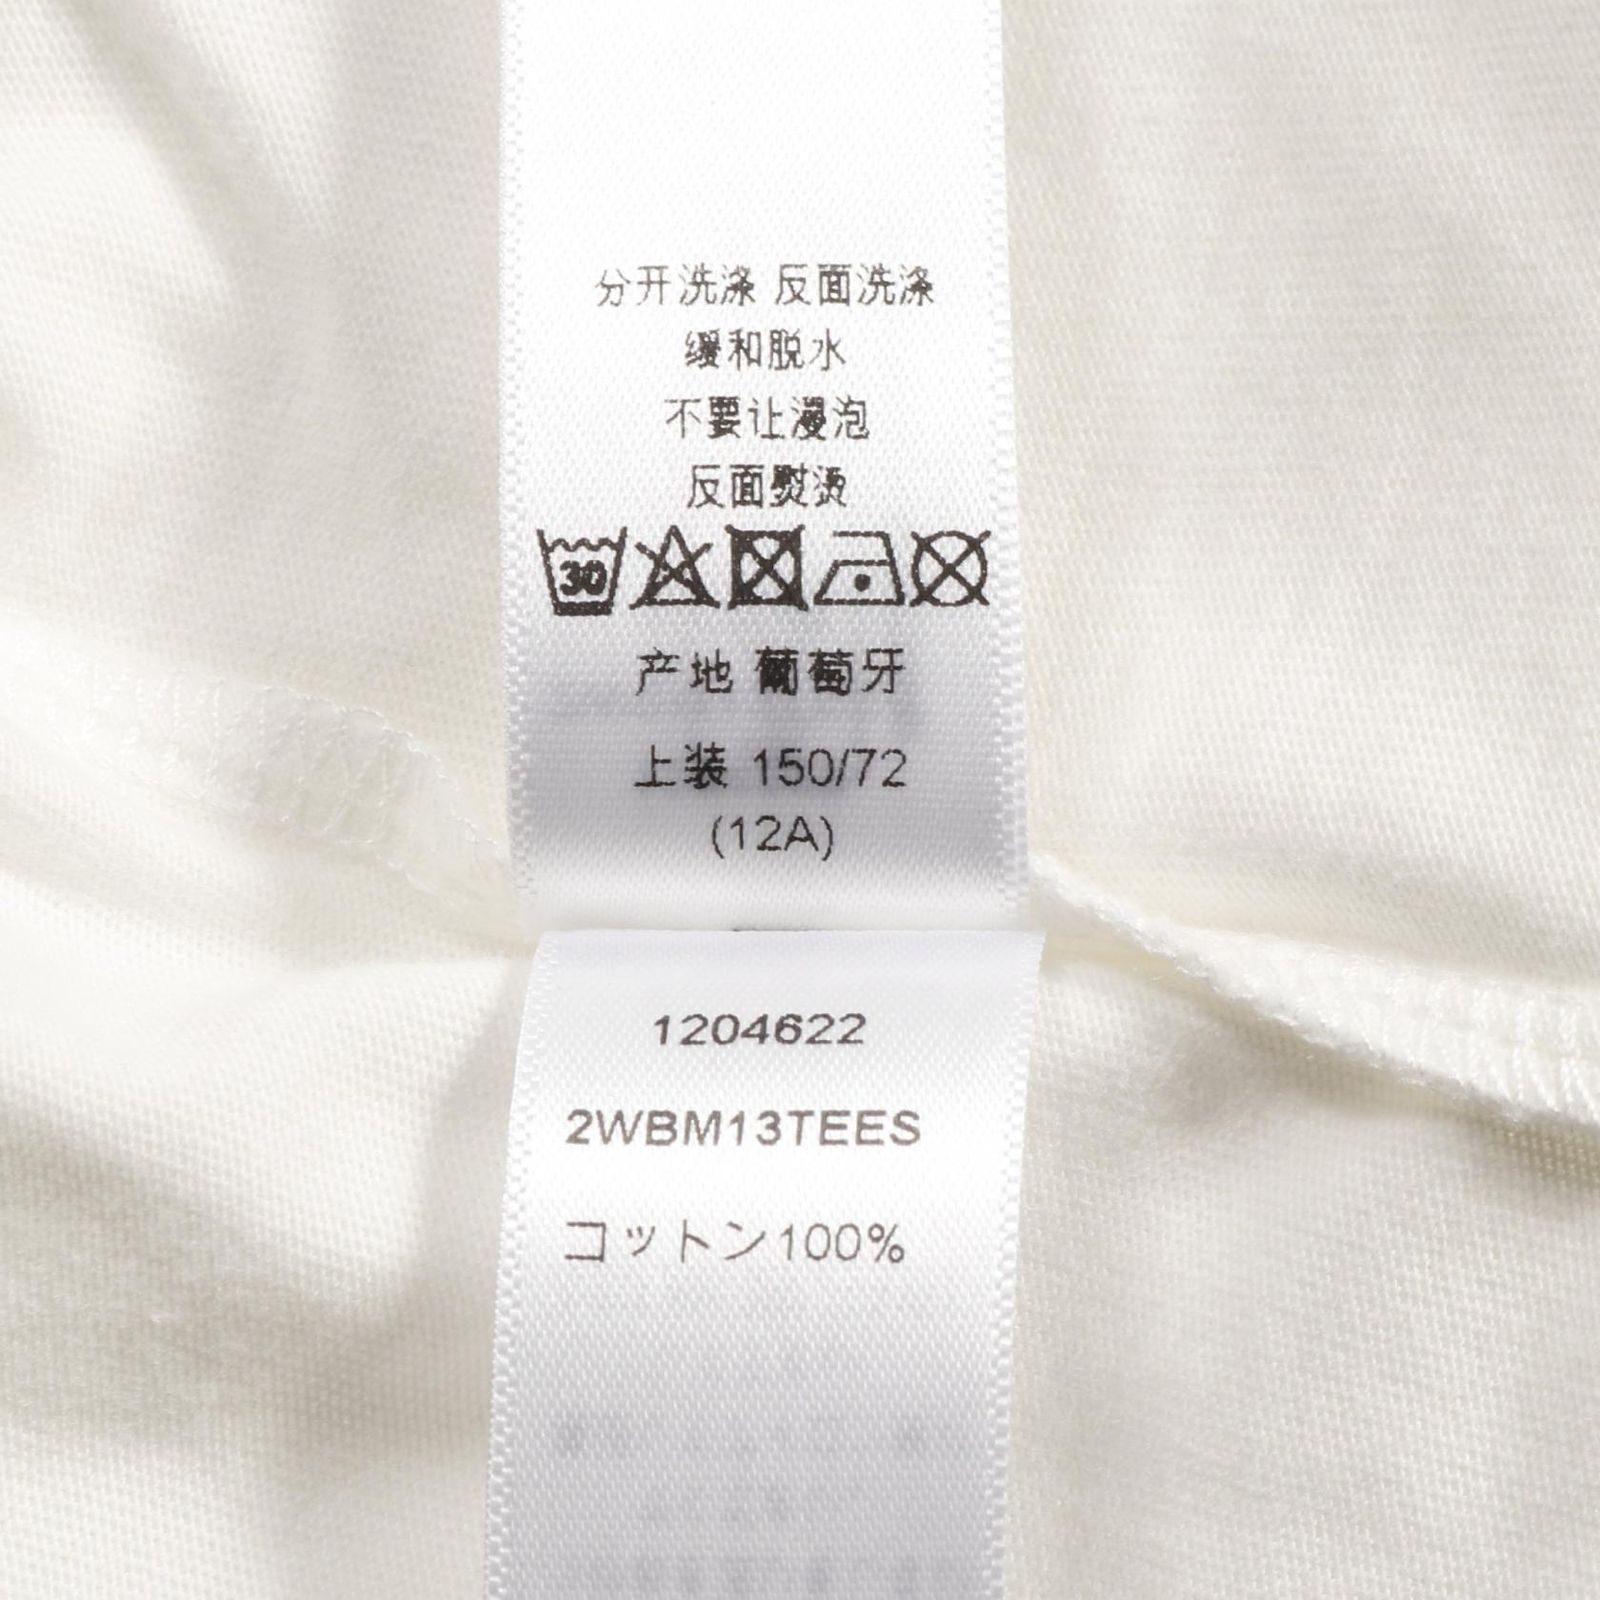 分开洗涤 反面洗涤
缓和脱水
不要让浸泡
反面熨烫
30
产地 葡萄牙
上装 150/72
(12A)
1204622
2WBM13TEES
コットン100%